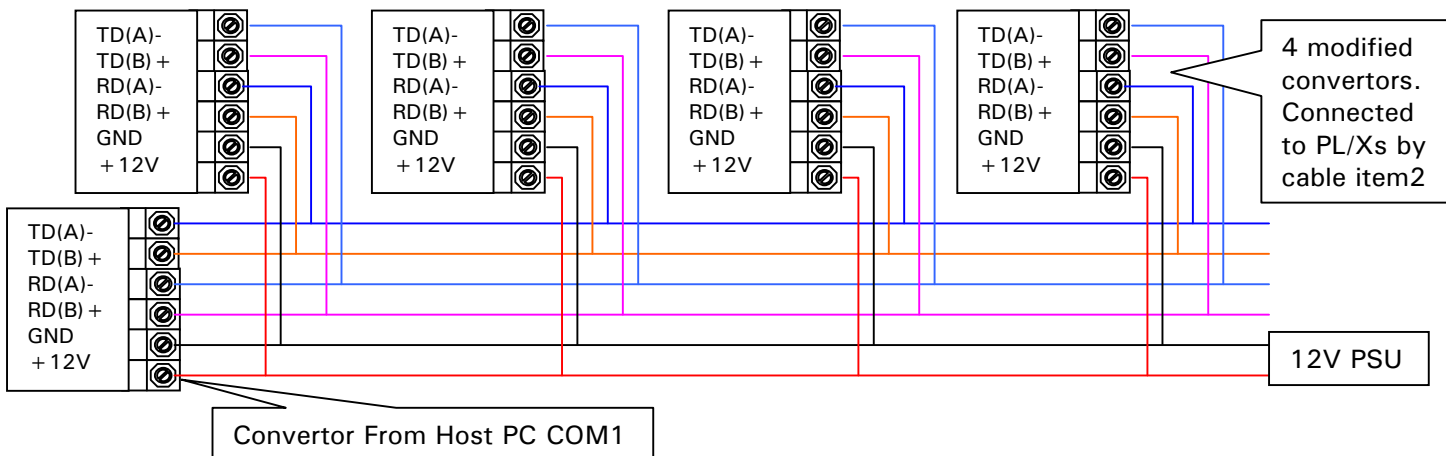 TD(A)-
TD(B)+
RD(A)-
RD(B)+
GND
+12V
TD(A)-
TD(B)+
RD(A)-
RD(B)+
GND
+12V
TD(A)-
TD(B)+
RD(A)-
RD(B)+
GND
+12V
TD(A)-
TD(B)+
RD(A)-
RD(B)+
GND
+12V
4 modified
convertors.
Connected
to PL/Xs by
cable item2
TD(A)-
TD(B)+
RD(A)-
RD(B)+
GND
+12V
12V PSU
Convertor From Host PC COM1